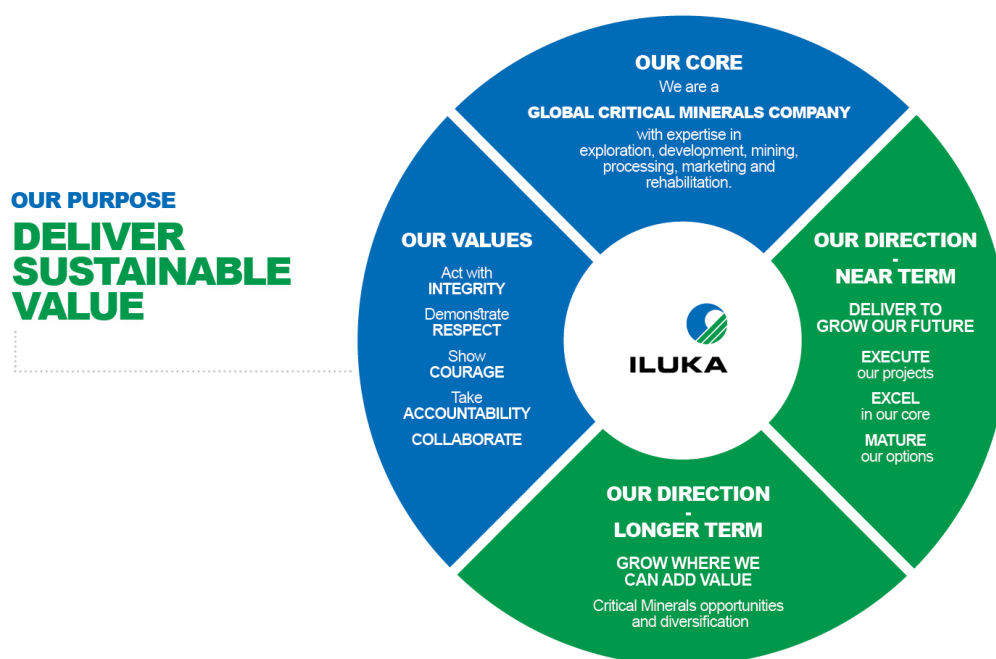 OUR PURPOSE
DELIVER
SUSTAINABLE
VALUE
OUR CORE
We are a
GLOBAL CRITICAL MINERALS COMPANY
with expertise in
exploration, development, mining,
processing, marketing and
rehabilitation.
OUR VALUES
Act with
INTEGRITY
Demonstrate
RESPECT
Show
COURAGE
Take
ACCOUNTABILITY
COLLABORATE
ILUKA
OUR DIRECTION
-
NEAR TERM
DELIVER TO
GROW OUR FUTURE
EXECUTE
our projects
EXCEL
in our core
MATURE
our options
OUR DIRECTION
-
LONGER TERM
GROW WHERE WE
CAN ADD VALUE
Critical Minerals opportunities
and diversification